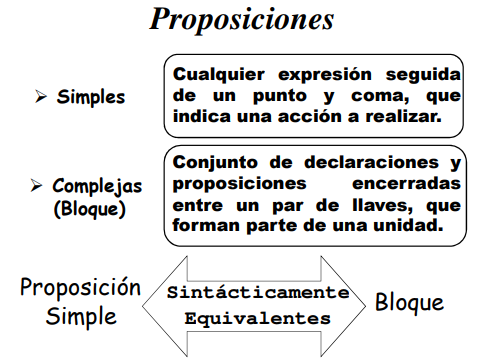 Proposiciones
➢ Simples
Cualquier expresión seguida
de un punto y coma, que
indica una acción a realizar.
➢ Complejas
(Bloque)
Conjunto de declaraciones y
proposiciones encerradas
entre un par de llaves, que
forman parte de una unidad.
Proposición
Simple
Sintácticamente
Equivalentes
Bloque